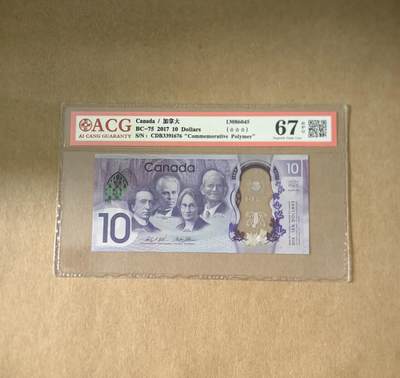 ACG
AI CANG GUARANTY
Canada / 加拿大
BC-75 2017 10 Dollars
S/N: CDB3391676 "Commemorative Polymer"
13086045
(☆☆☆)
67
Canada
10
10